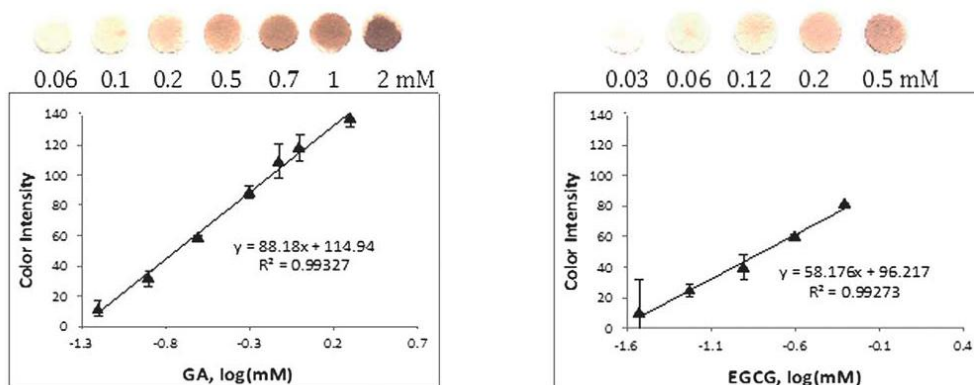 0.06 0.1 0.2 0.5 0.7 1 2 mM
140
120
100
80
60
40
20
0
Color Intensity
y = 88.18x + 114.94
R² = 0.99327
-1.3 -0.8 -0.3 0.2 0.7
GA, log(mM)
0.03 0.06 0.12 0.2 0.5 mM
140
120
100
80
60
40
20
0
Color Intensity
y = 58.176x + 96.217
R² = 0.99273
-1.6 -1.1 -0.6 -0.1 0.4
EGCG, log(mM)